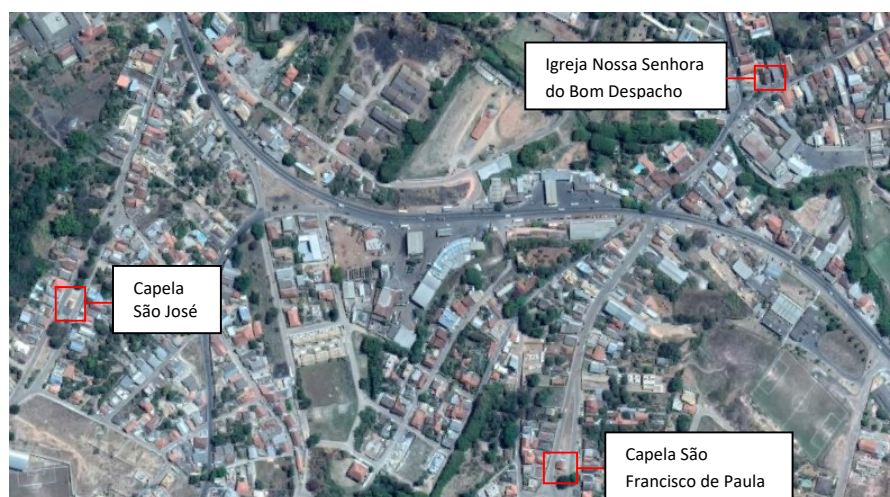 Igreja Nossa Senhora
do Bom Despacho
Capela
São José
Capela São
Francisco de Paula